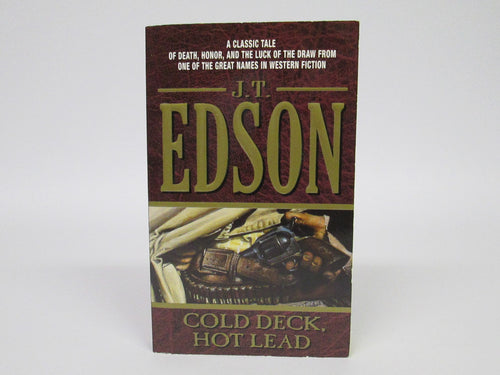 A CLASSIC TALE
OF DEATH, HONOR, AND THE LUCK OF THE DRAW FROM
ONE OF THE GREAT NAMES IN WESTERN FICTION
J.T.
EDSON
COLD DECK,
HOT LEAD